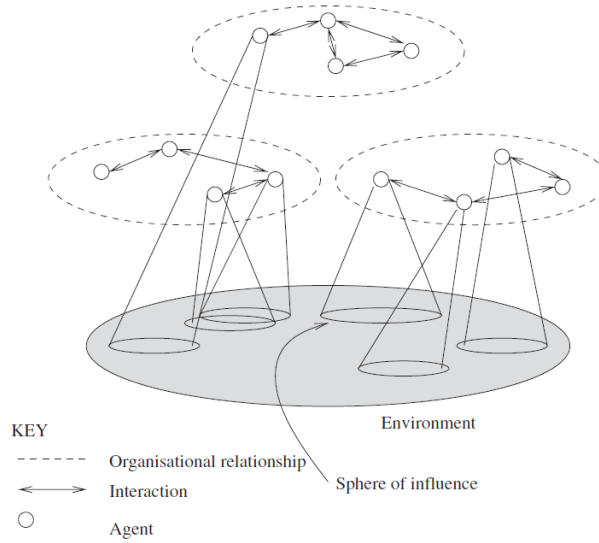 Environment
KEY
Organisational relationship
Sphere of influence
Interaction
Agent